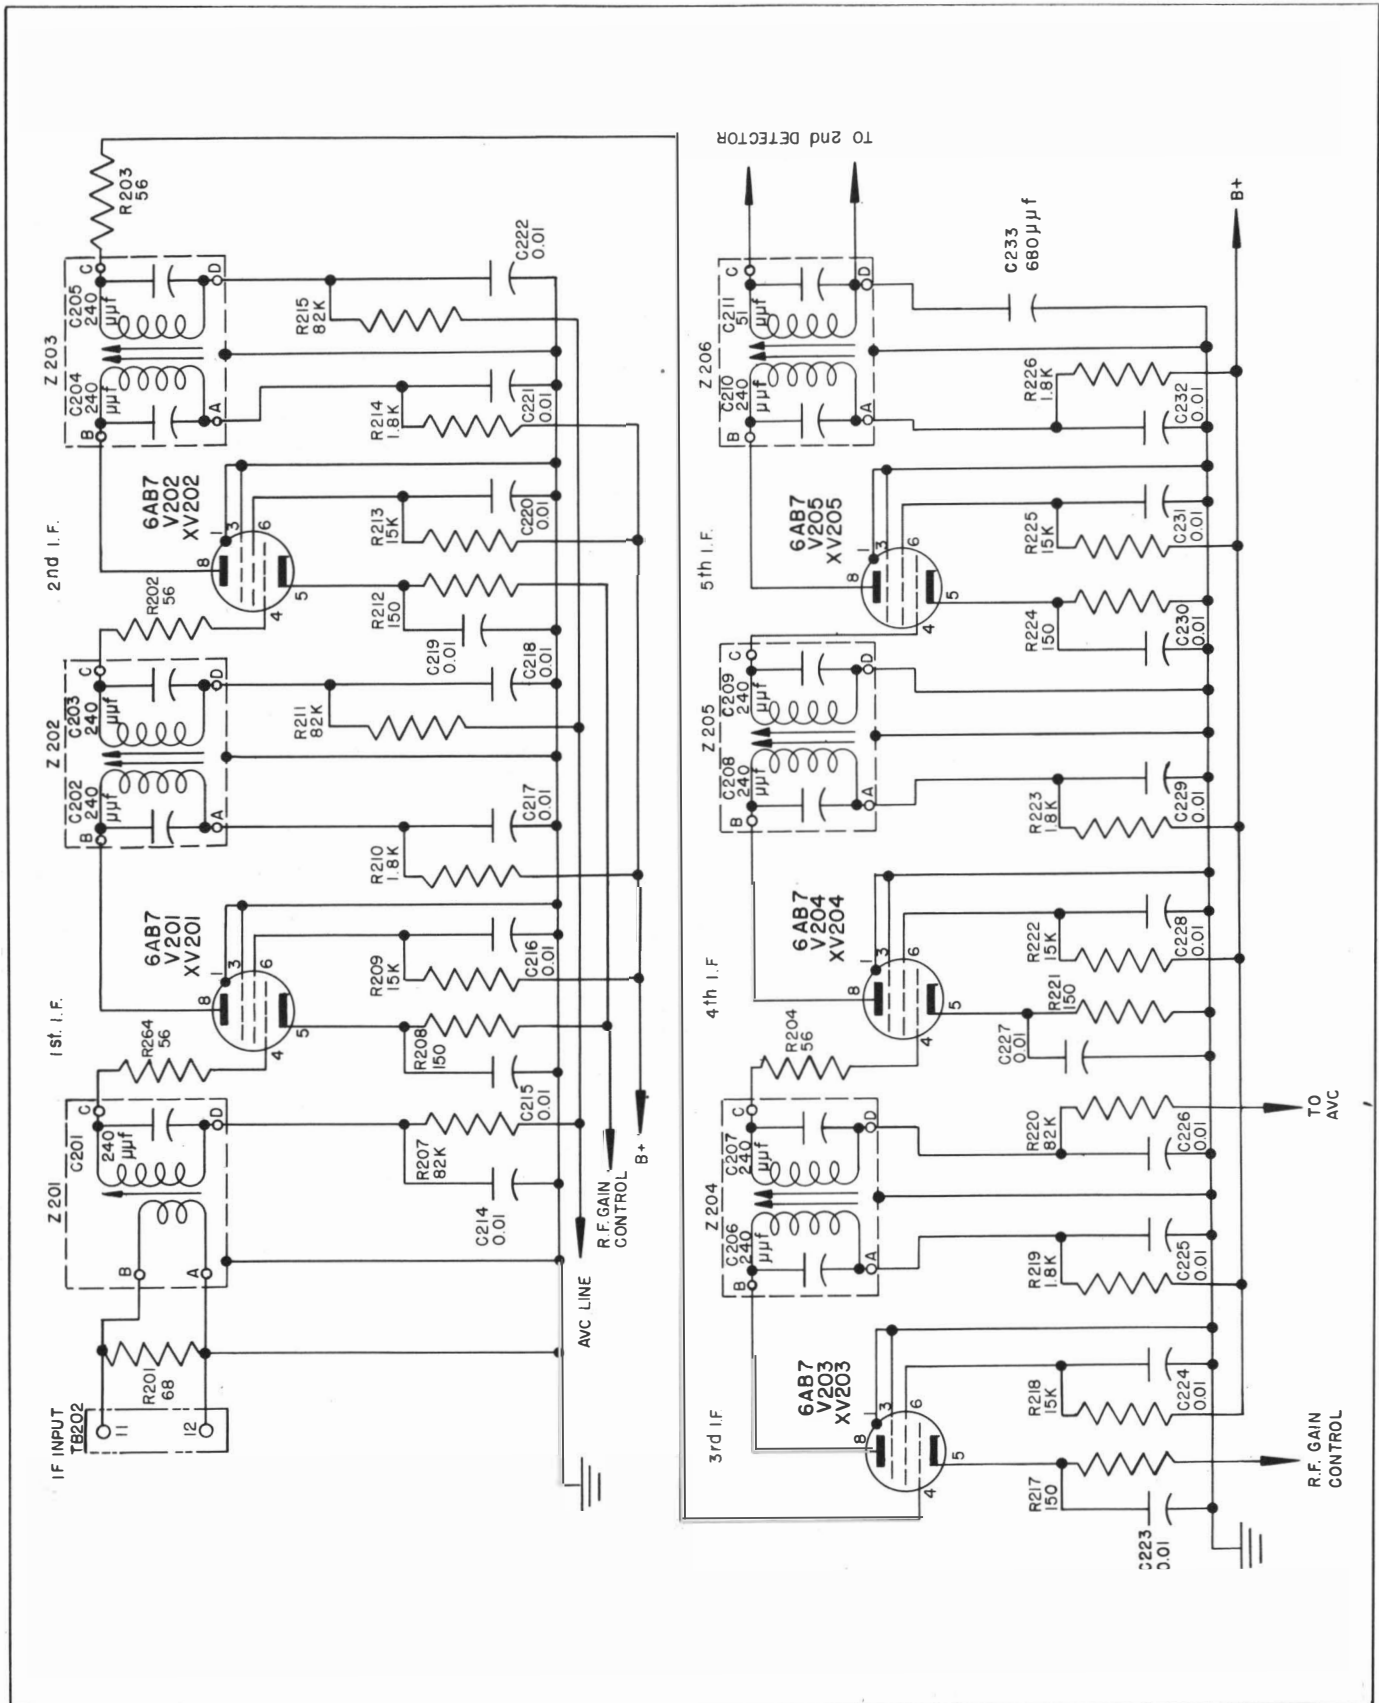 IF INPUT
TB202
11
12
R201
68
Z 201
B
A
C201
240
μμf
C
D
1st. I.F.
R264
56
6AB7
V201
XV201
8
1
3
6
5
4
C214
0.01
R207
82K
C215
0.01
R208
150
R209
15K
C216
0.01
R210
1.8K
C217
0.01
AVC LINE
R.F. GAIN
CONTROL
B+
Z 202
C202
240
μμf
C203
240
μμf
B
A
C
D
2nd I.F.
R202
56
6AB7
V202
XV202
8
1
3
6
5
4
R211
82K
C218
0.01
C219
0.01
R212
150
R213
15K
C220
0.01
R214
1.8K
C221
0.01
Z 203
C204
240
μμf
C205
240
μμf
B
A
C
D
R215
82K
C222
0.01
R203
56
3rd I.F
6AB7
V203
XV203
8
1
3
6
5
4
C223
0.01
R217
150
R218
15K
C224
0.01
R219
1.8K
C225
0.01
R.F. GAIN
CONTROL
Z 204
C206
240
μμf
C207
240
μμf
B
A
C
D
R220
82K
C226
0.01
TO
AVC
4th I.F
R204
56
6AB7
V204
XV204
8
1
3
6
5
4
C227
0.01
R221
150
R222
15K
C228
0.01
R223
1.8K
C229
0.01
Z 205
C208
240
μμf
C209
240
μμf
B
A
C
D
5th I.F.
6AB7
V205
XV205
8
1
3
6
5
4
R224
150
C230
0.01
R225
15K
C231
0.01
R226
1.8K
C232
0.01
Z 206
C210
240
μμf
C211
51
μμf
B
A
C
D
C233
680μμf
TO 2nd DETECTOR
B+